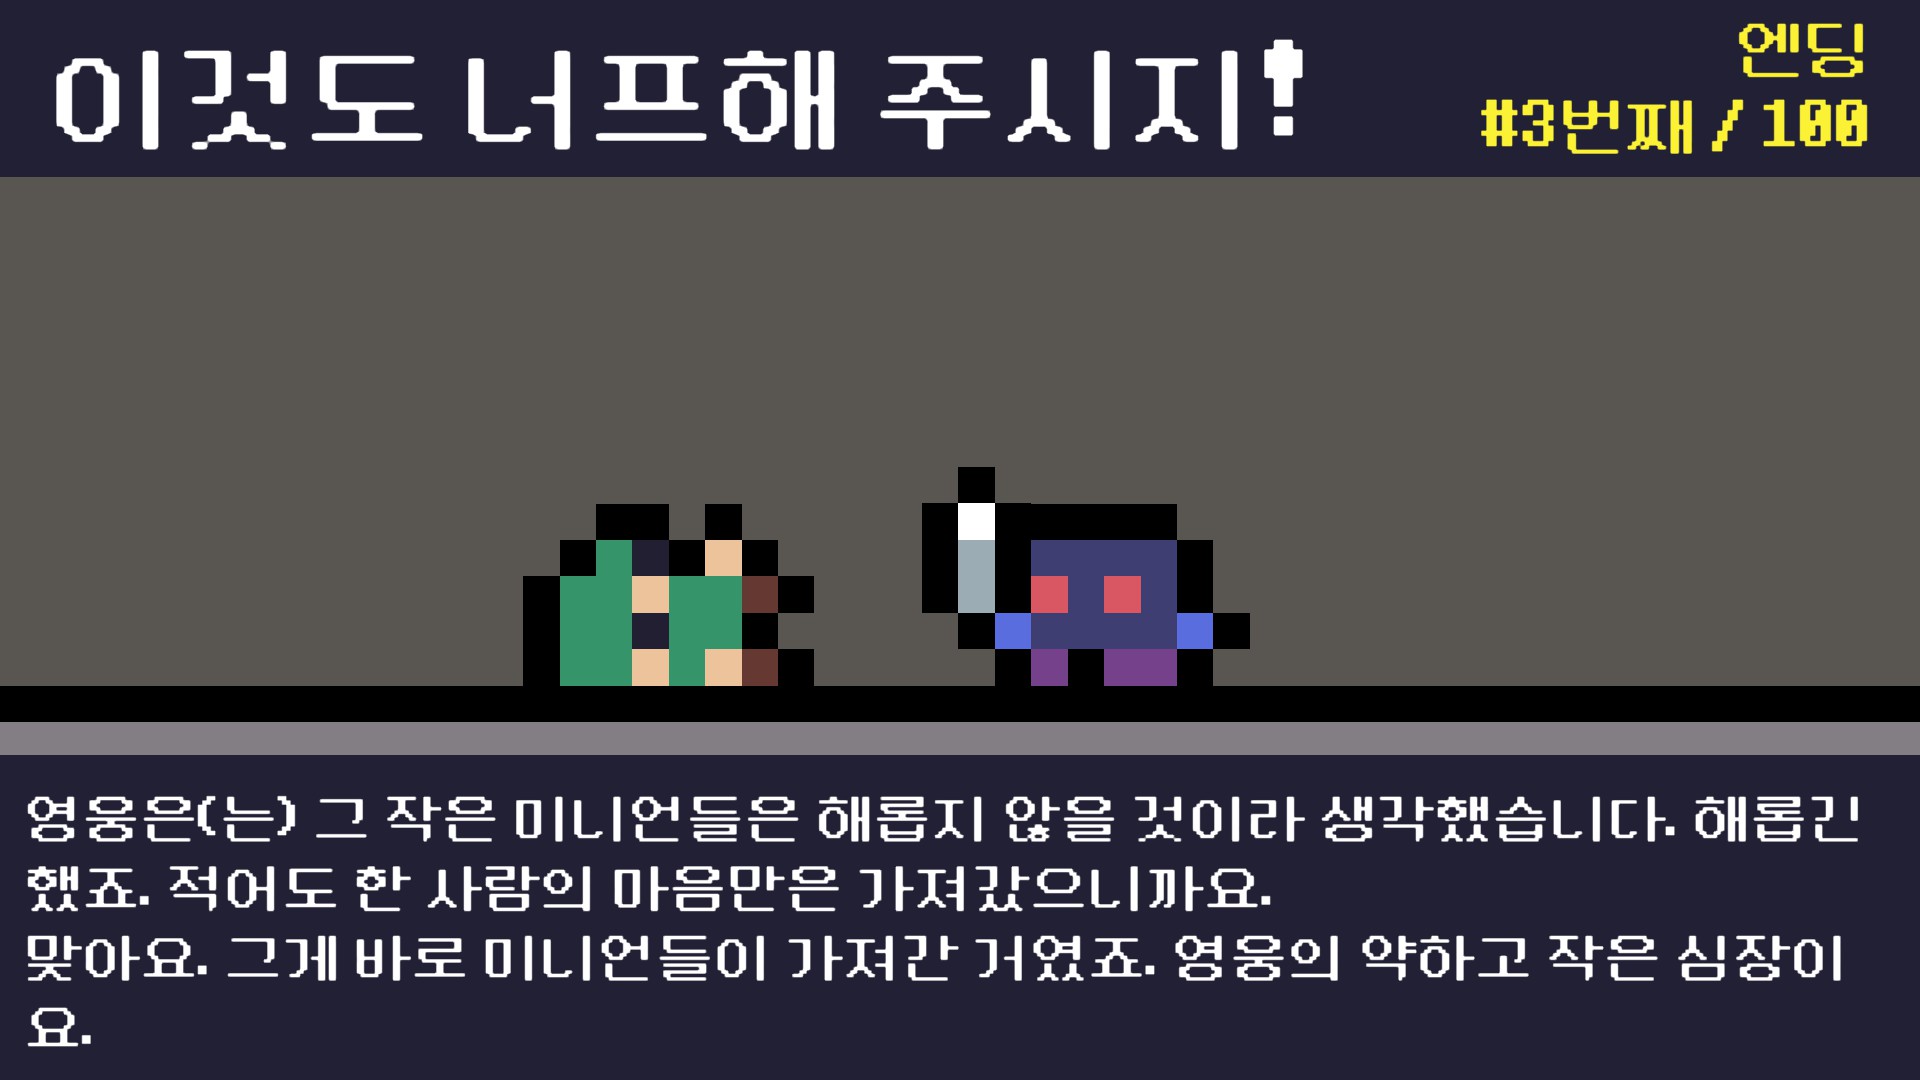 이것도 너프해 주시지!
엔딩
#3번째/100
영웅은(는) 그 작은 미니언들은 해롭지 않을 것이라 생각했습니다. 해롭긴
했죠. 적어도 한 사람의 마음만은 가져갔으니까요.
맞아요. 그게 바로 미니언들이 가져간 거였죠. 영웅의 약하고 작은 심장이
요.